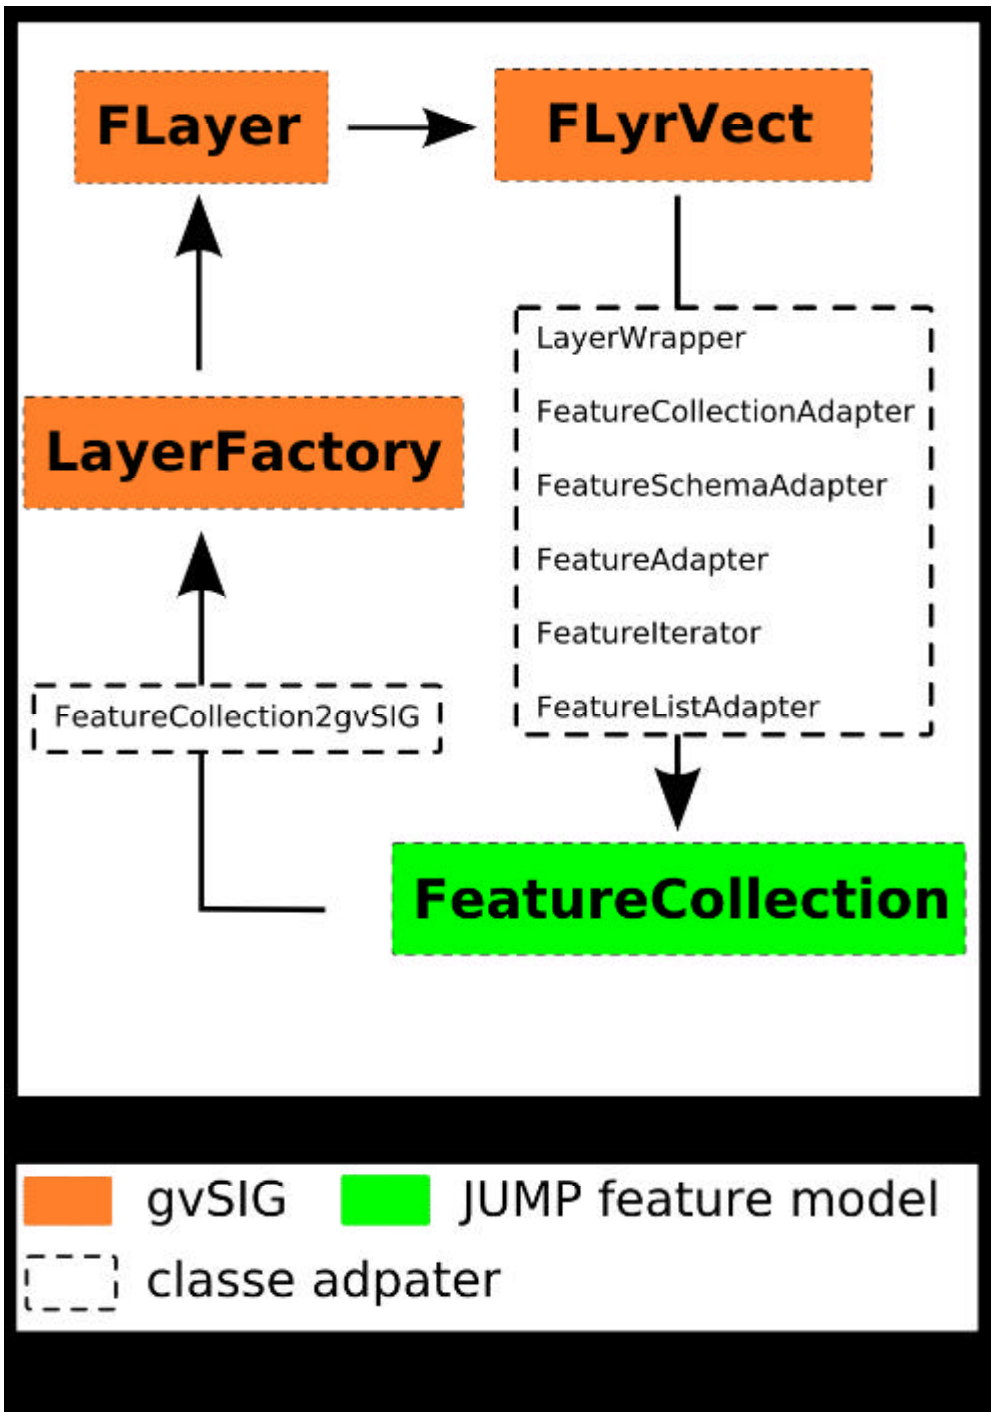 FLayer
FLyrVect
LayerWrapper
FeatureCollectionAdapter
LayerFactory
FeatureSchemaAdapter
FeatureAdapter
FeatureIterator
FeatureListAdapter
FeatureCollection2gvSIG
FeatureCollection
gvSIG
JUMP feature model
classe adpater